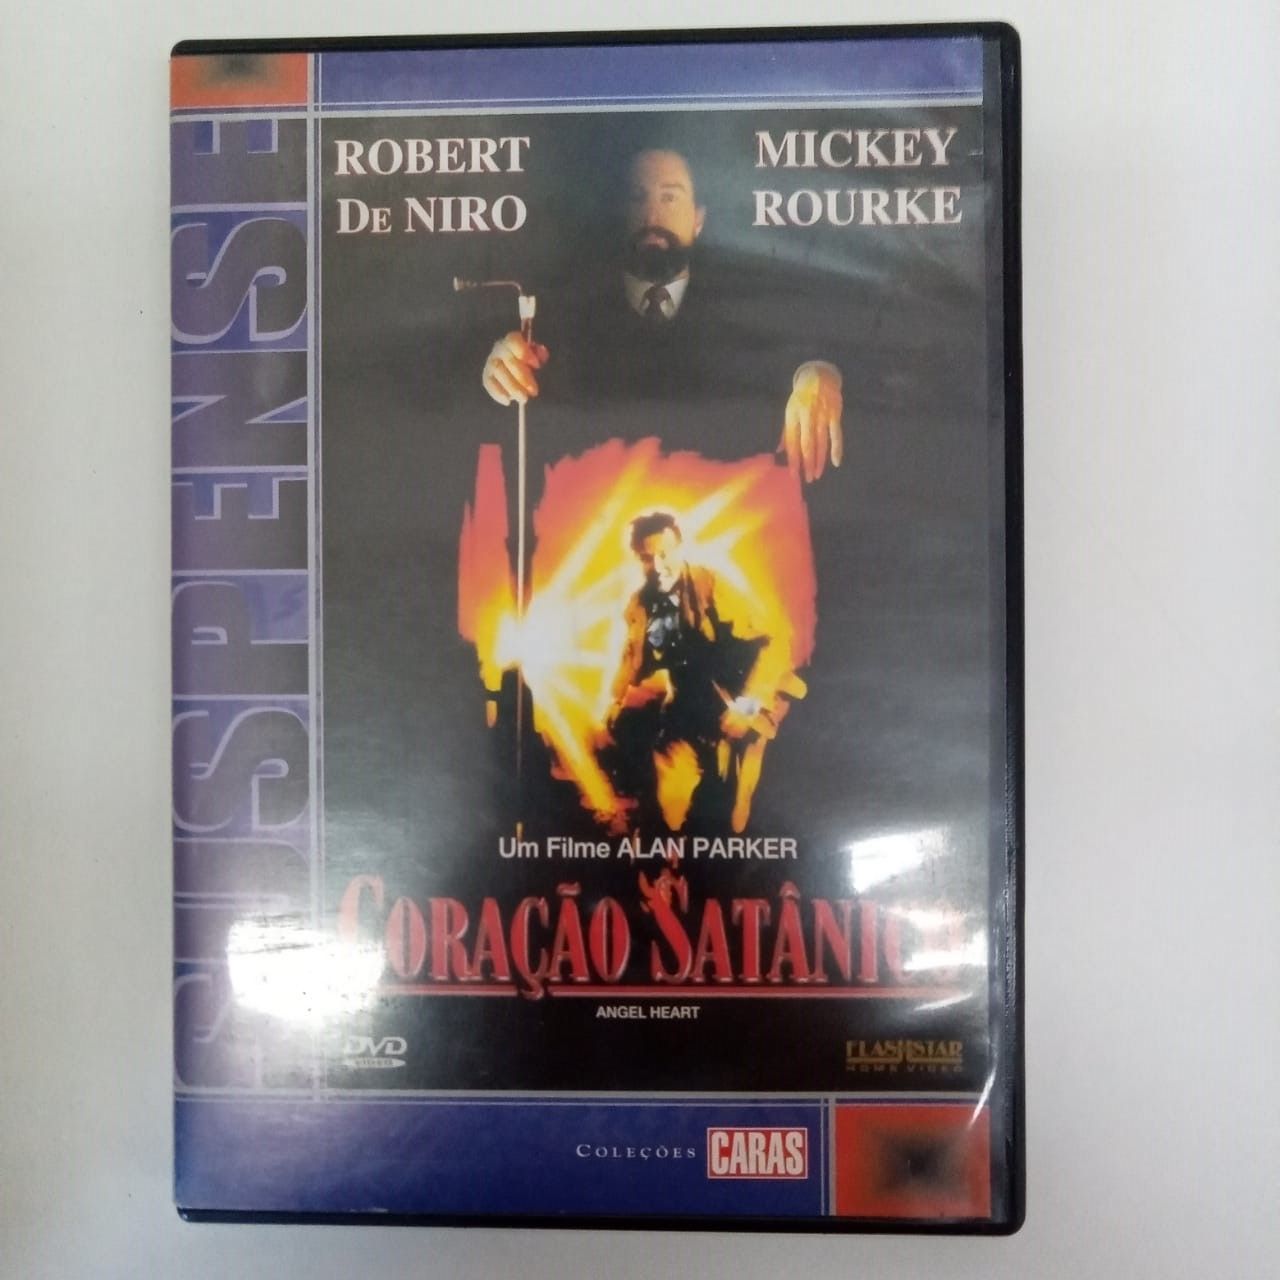 SUSPENSE
ROBERT
DE NIRO
MICKEY
ROURKE
Um Filme ALAN PARKER
CORAÇÃO SATÂNICO
ANGEL HEART
DVD
VIDEO
FLASHSTAR
HOME VIDEO
COLEÇÕES CARAS